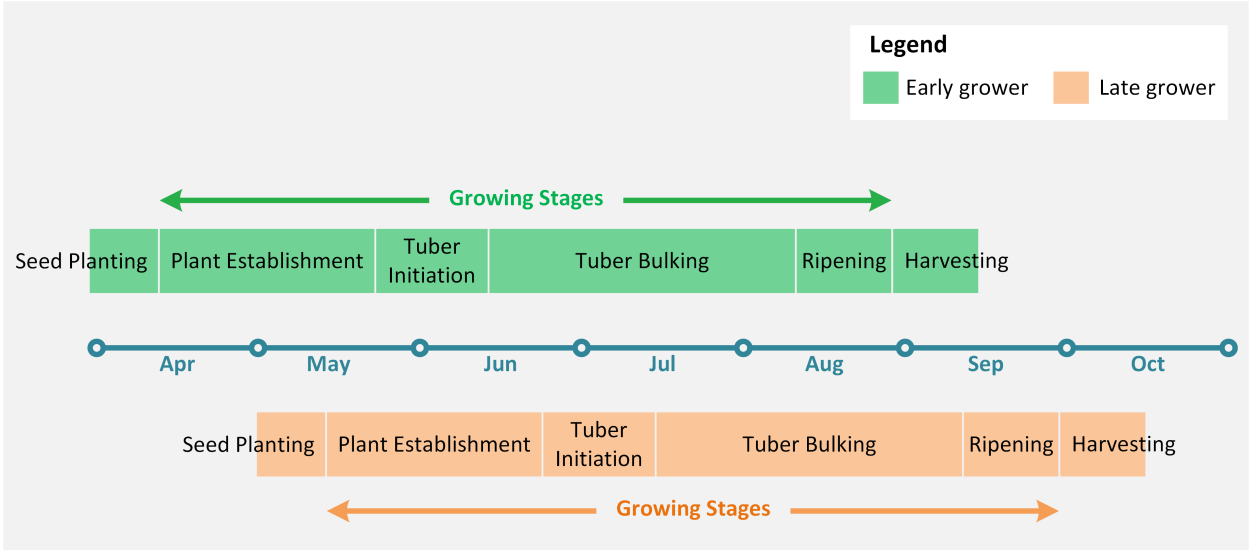 Legend
Early grower
Late grower
Growing Stages
Seed Planting
Plant Establishment
Tuber
Initiation
Tuber Bulking
Ripening
Harvesting
Apr
May
Jun
Jul
Aug
Sep
Oct
Seed Planting
Plant Establishment
Tuber
Initiation
Tuber Bulking
Ripening
Harvesting
Growing Stages